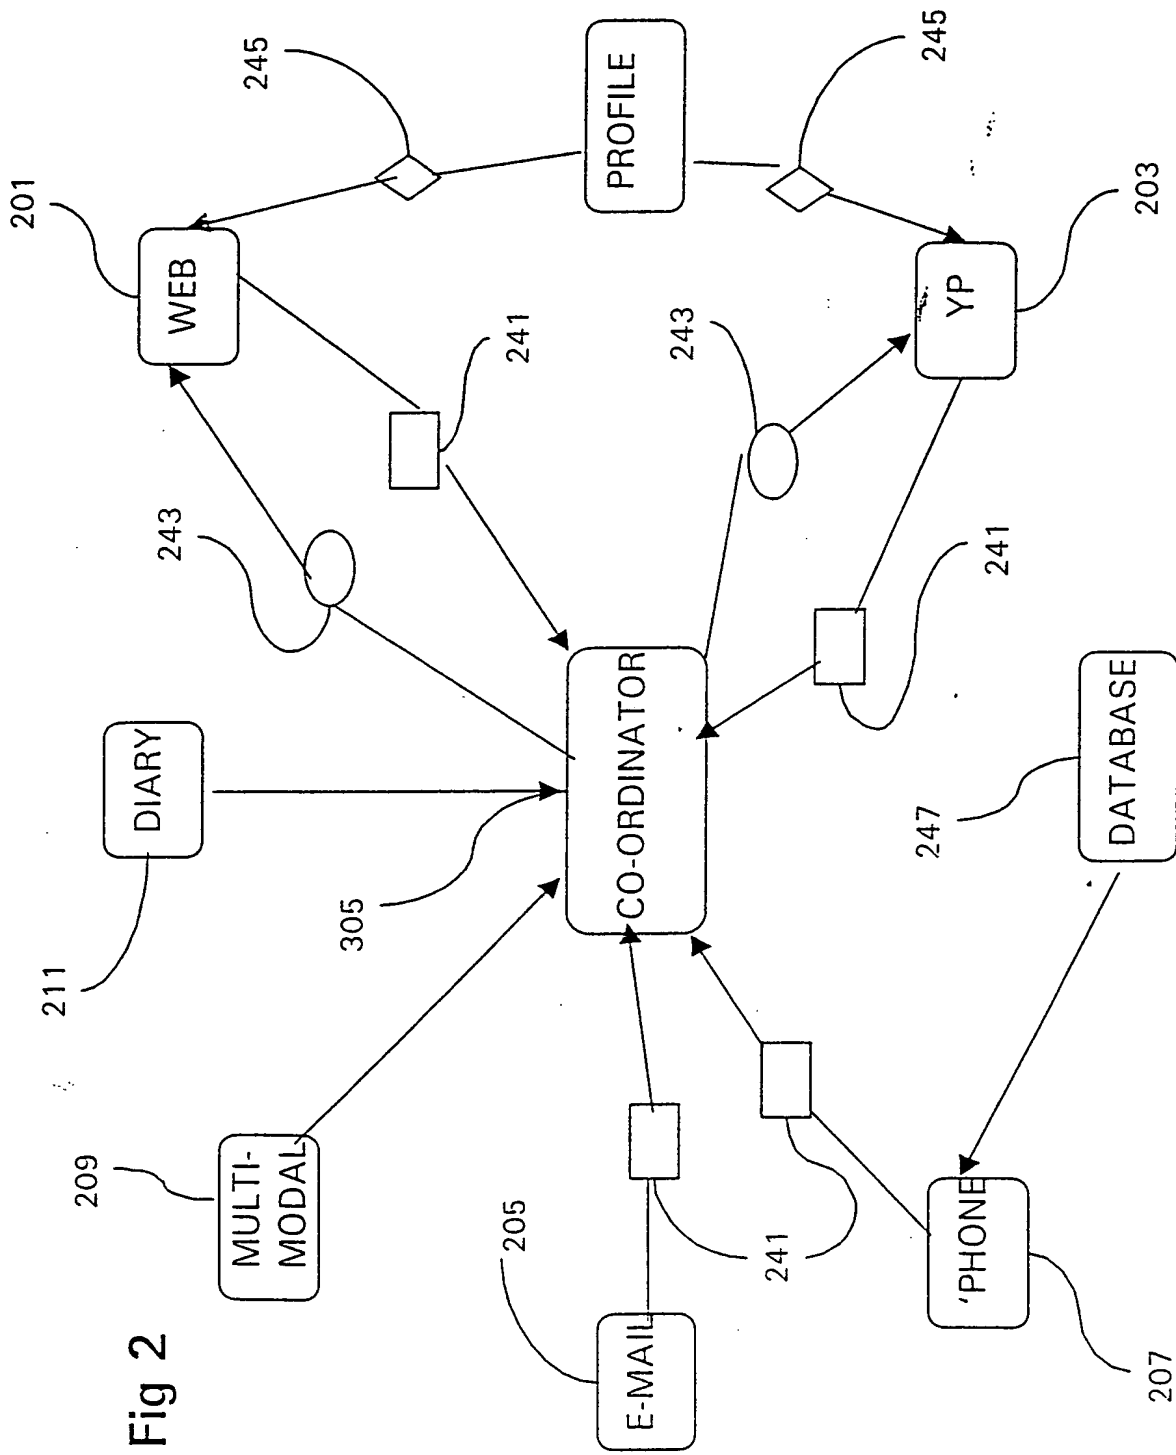 Fig 2
209
MULTI-
MODAL
211
DIARY
305
243
201
WEB
245
241
205
E-MAIL
241
CO-ORDINATOR
243
PROFILE
245
207
'PHONE
247
DATABASE
241
YP
203